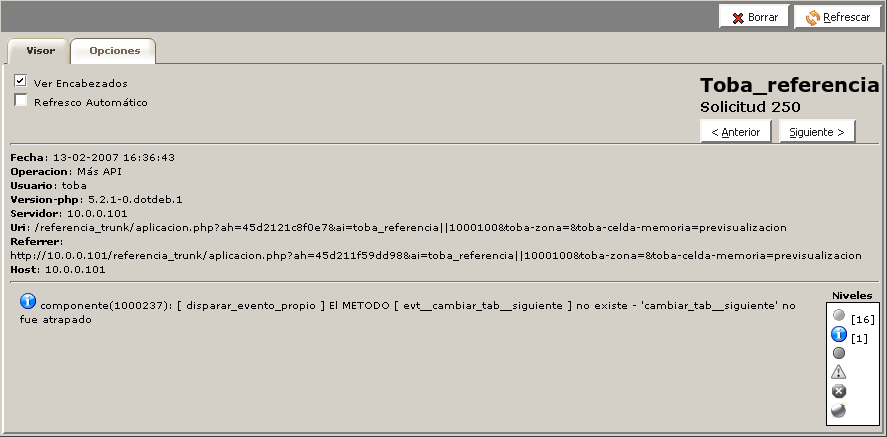 Borrar
Refrescar
Visor
Opciones
Ver Encabezados
Refresco Automático
Toba_referencia
Solicitud 250
< Anterior
Siguiente >
Fecha: 13-02-2007 16:36:43
Operacion: Más API
Usuario: toba
Version-php: 5.2.1-0.dotdeb.1
Servidor: 10.0.0.101
Uri: /referencia_trunk/aplicacion.php?ah=45d2121c8f0e7&ai=toba_referencia||1000100&toba-zona=&toba-celda-memoria=previsualizacion
Referrer:
http://10.0.0.101/referencia_trunk/aplicacion.php?ah=45d211f59dd98&ai=toba_referencia||1000100&toba-zona=&toba-celda-memoria=previsualizacion
Host: 10.0.0.101
componente(1000237): [ disparar_evento_propio ] El METODO [ evt__cambiar_tab__siguiente ] no existe - 'cambiar_tab__siguiente' no
fue atrapado
Niveles
[16]
[1]